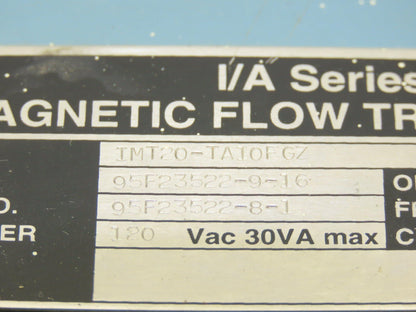 I/A Series
AGNETIC FLOW TR
IMT20-TA10FGZ
95F23522-9-16 O
D. 95F23522-8-1 F
ER 120 Vac 30VA max C